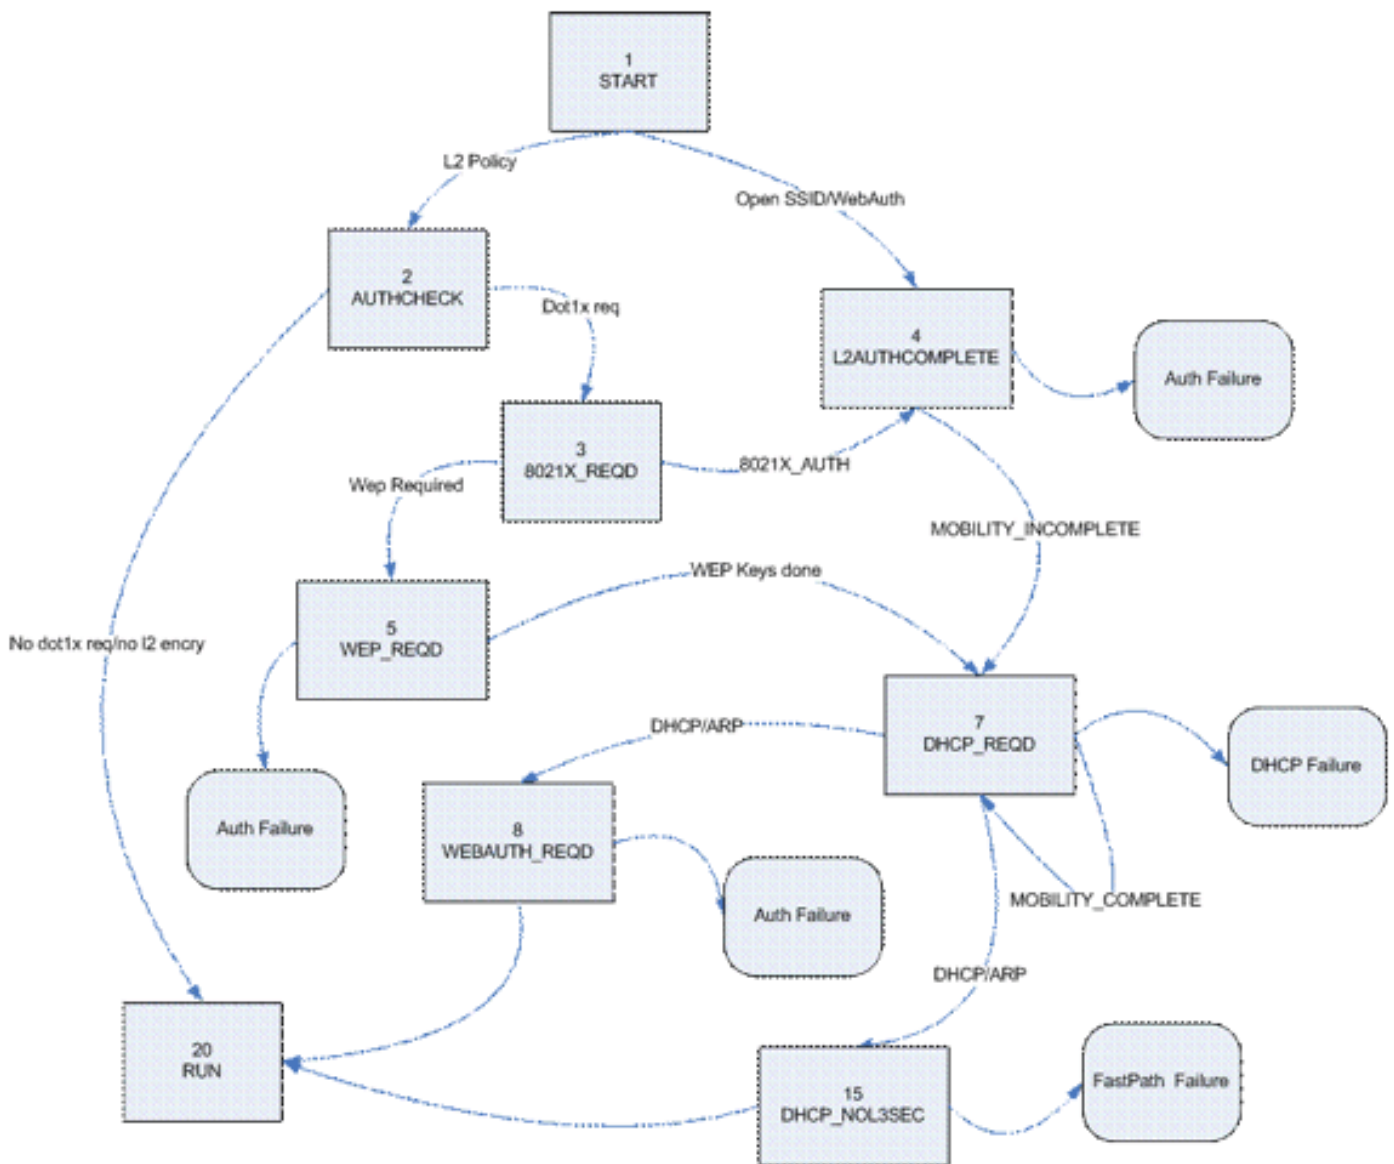 1
START
L2 Policy
Open SSID/WebAuth
2
AUTHCHECK
Dot1x req
4
L2AUTHCOMPLETE
Auth Failure
3
8021X_REQD
8021X_AUTH
Wep Required
MOBILITY_INCOMPLETE
WEP Keys done
5
WEP_REQD
No dot1x req/no l2 encry
7
DHCP_REQD
DHCP/ARP
DHCP Failure
Auth Failure
8
WEBAUTH_REQD
Auth Failure
MOBILITY_COMPLETE
DHCP/ARP
20
RUN
15
DHCP_NOL3SEC
FastPath Failure